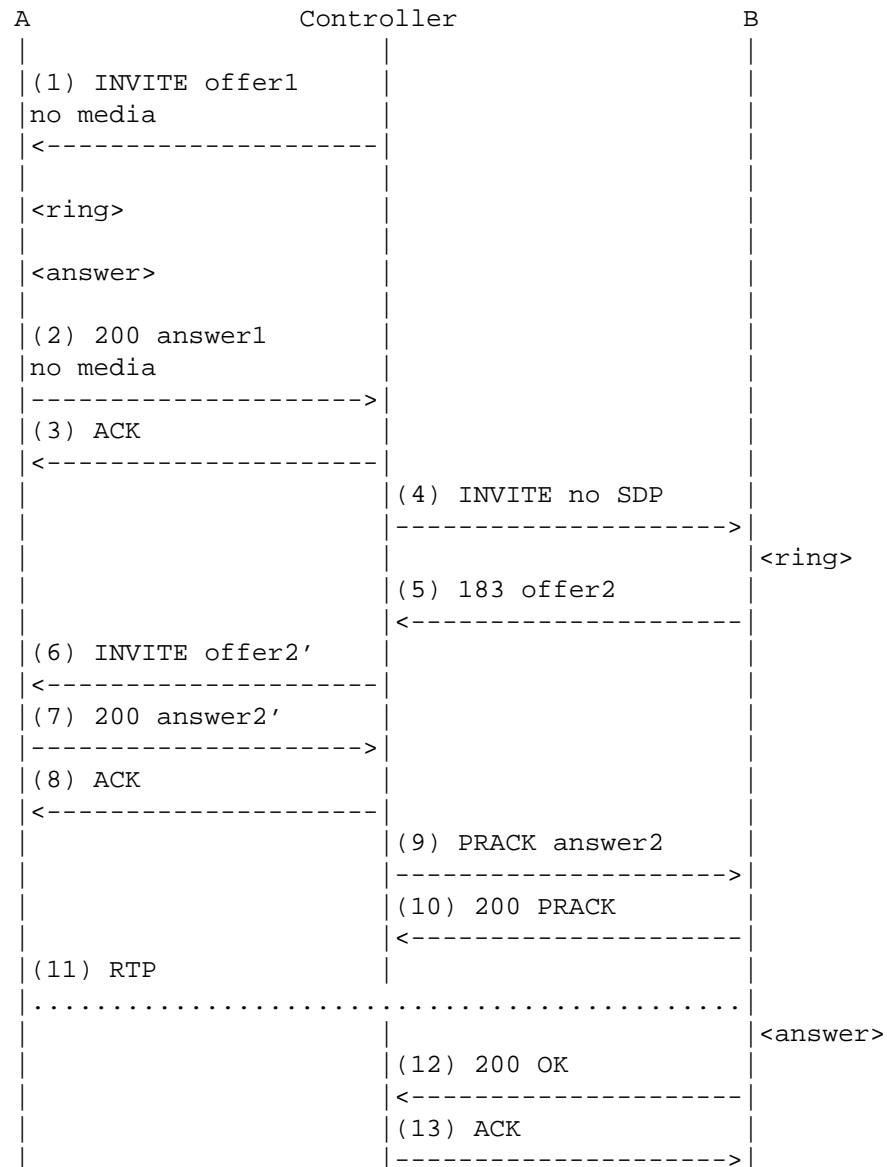 A                 Controller                  B
|                      |                      |
|(1) INVITE offer1     |                      |
|no media              |                      |
|<---------------------|                      |
|                      |                      |
|<ring>                |                      |
|                      |                      |
|<answer>              |                      |
|                      |                      |
|(2) 200 answer1       |                      |
|no media              |                      |
|--------------------->|                      |
|(3) ACK               |                      |
|<---------------------|                      |
|                      |(4) INVITE no SDP     |
|                      |--------------------->|
|                      |                      |<ring>
|                      |(5) 183 offer2        |
|                      |<---------------------|
|(6) INVITE offer2’    |                      |
|<---------------------|                      |
|(7) 200 answer2’      |                      |
|--------------------->|                      |
|(8) ACK               |                      |
|<---------------------|                      |
|                      |(9) PRACK answer2     |
|                      |--------------------->|
|                      |(10) 200 PRACK        |
|                      |<---------------------|
|(11) RTP              |                      |
|.............................................|
|                      |                      |<answer>
|                      |(12) 200 OK           |
|                      |<---------------------|
|                      |(13) ACK              |
|                      |--------------------->|